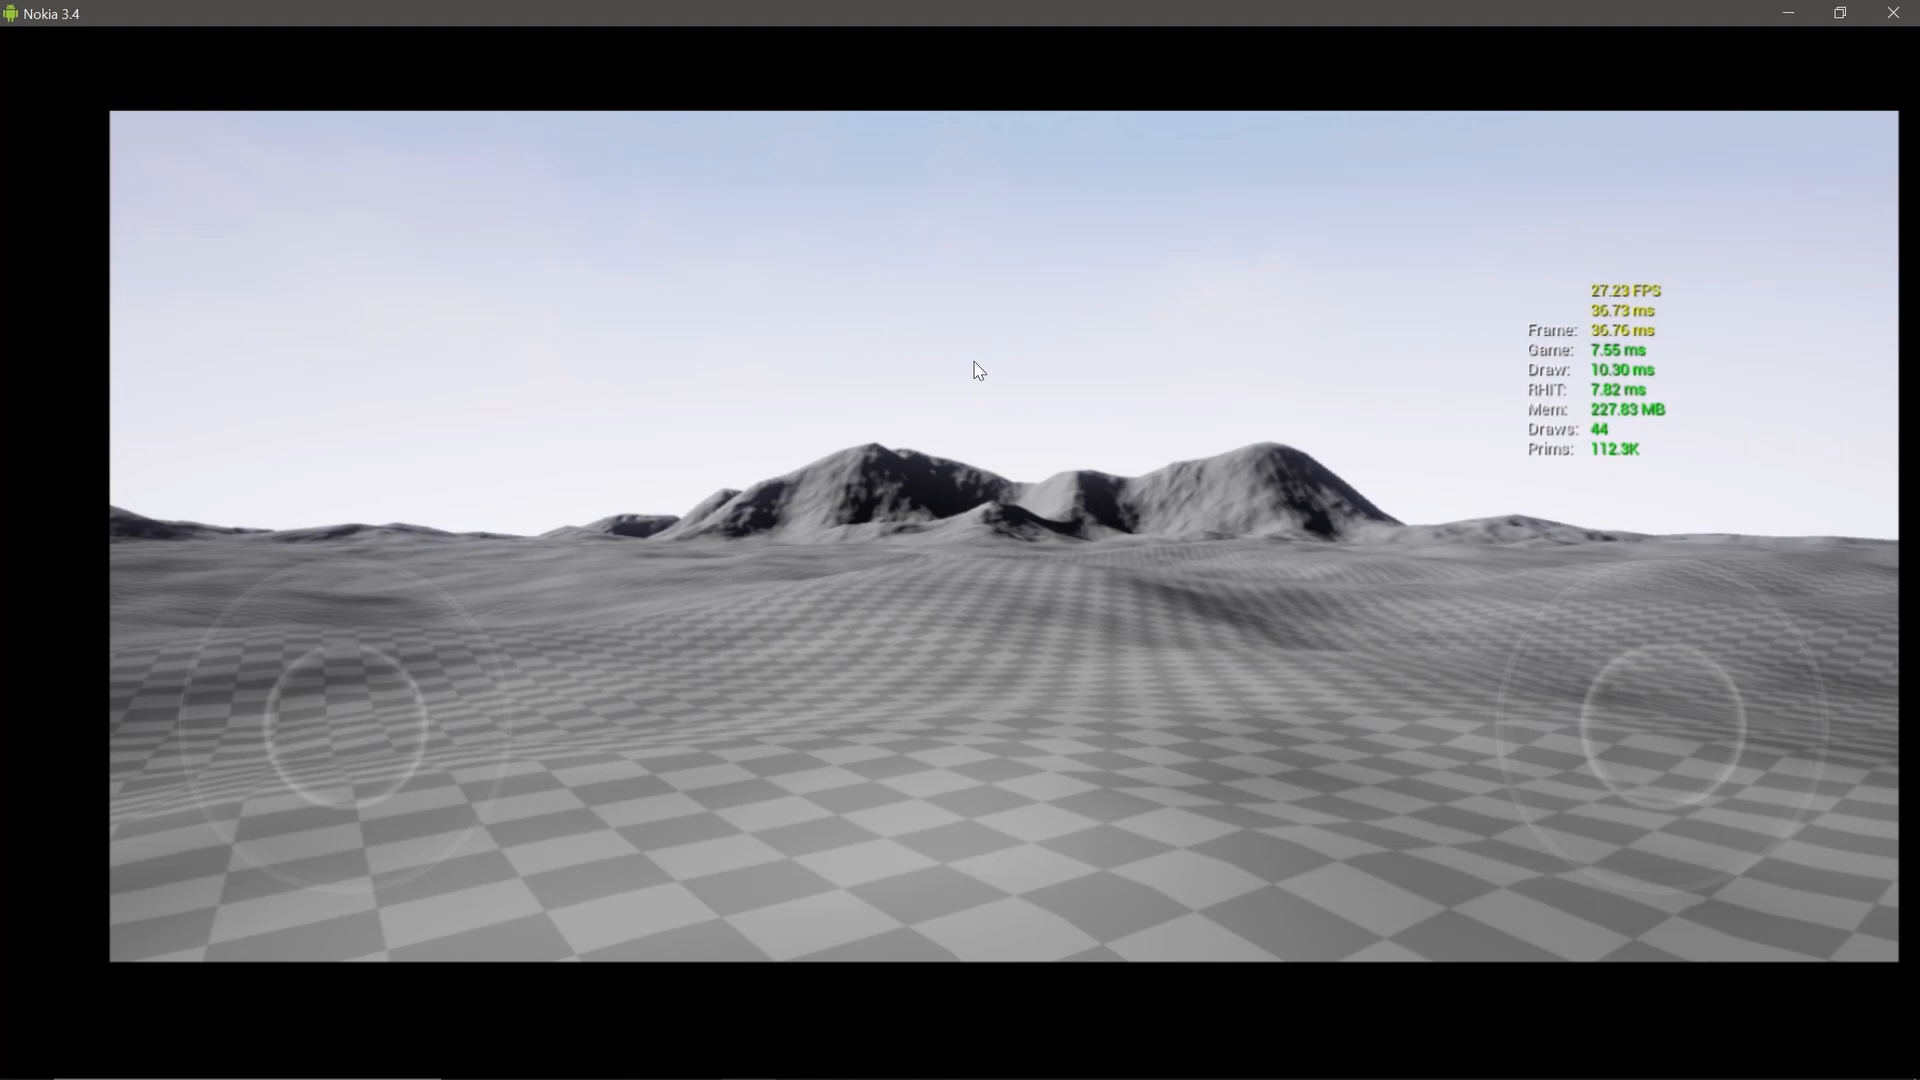 Nokia 3.4
27.23 FPS
36.73 ms
Frame: 36.76 ms
Game: 7.55 ms
Draw: 10.30 ms
RHIT: 7.82 ms
Mem: 227.83 MB
Draws: 44
Prims: 112.3K